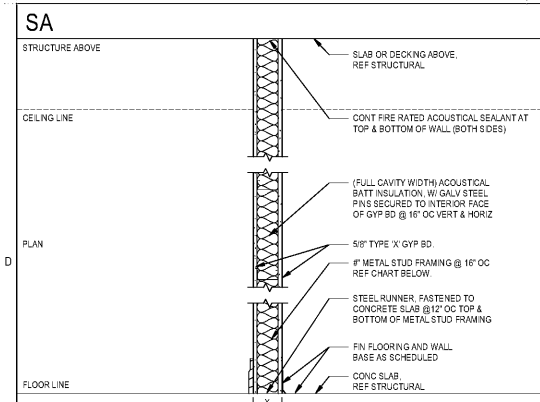 SA
STRUCTURE ABOVE
SLAB OR DECKING ABOVE,
REF STRUCTURAL
CEILING LINE
CONT FIRE RATED ACOUSTICAL SEALANT AT
TOP & BOTTOM OF WALL (BOTH SIDES)
(FULL CAVITY WIDTH) ACOUSTICAL
BATT INSULATION, W/ GALV STEEL
PINS SECURED TO INTERIOR FACE
OF GYP BD @ 16" OC VERT & HORIZ
PLAN
5/8" TYPE 'X' GYP BD.
D
#" METAL STUD FRAMING @ 16" OC
REF CHART BELOW.
STEEL RUNNER, FASTENED TO
CONCRETE SLAB @12" OC TOP &
BOTTOM OF METAL STUD FRAMING
FIN FLOORING AND WALL
BASE AS SCHEDULED
CONC SLAB,
REF STRUCTURAL
FLOOR LINE
X